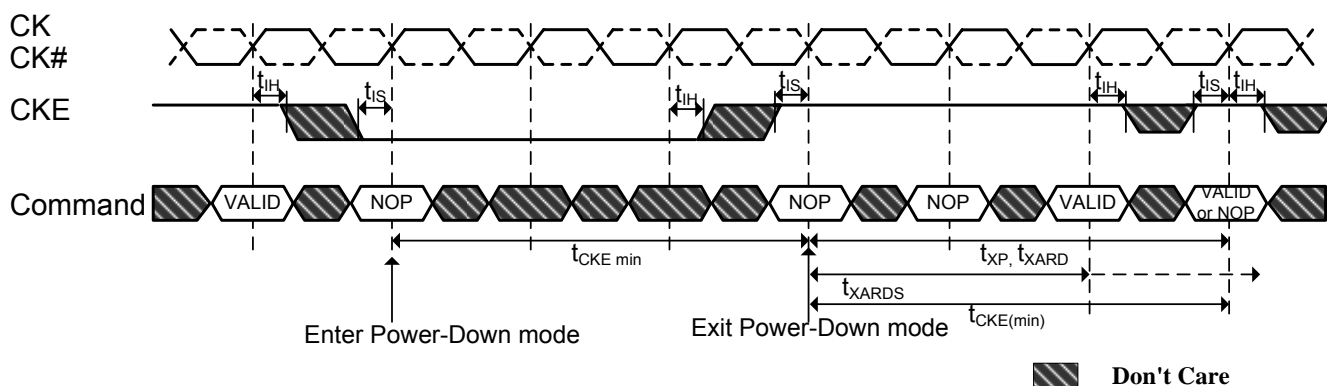 CK
CK#
tIH tIS tIH tIS tIH tIS tIH
CKE
Command VALID NOP NOP NOP VALID VALID or NOP
tCKE min tXP, tXARD
tXARDS
tCKE(min)
Enter Power-Down mode Exit Power-Down mode
Don't Care